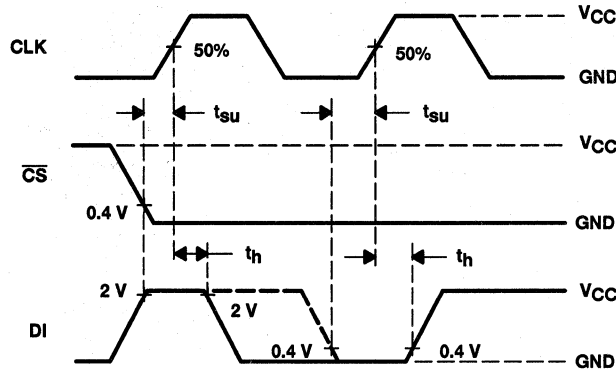 CLK
50%
50%
VCC
GND
tsu
tsu
CS
VCC
0.4 V
GND
th
th
DI
2 V
2 V
0.4 V
0.4 V
VCC
GND